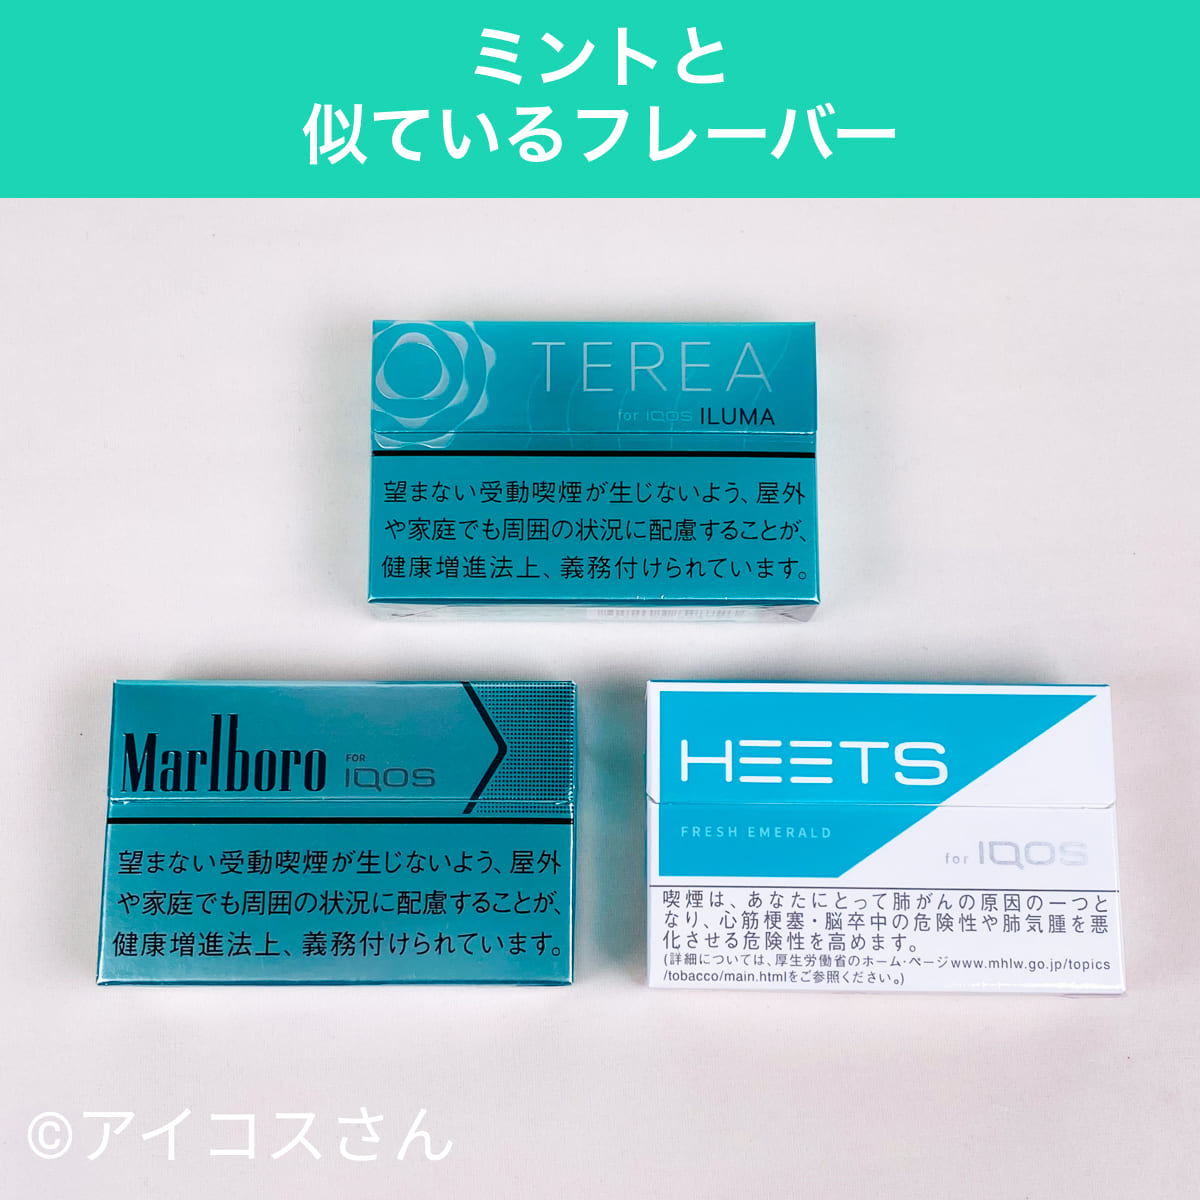 ミントと
似ているフレーバー
TEREA
for IQOS ILUMA
望まない受動喫煙が生じないよう、屋外
や家庭でも周囲の状況に配慮することが、
健康増進法上、義務付けられています。
Marlboro FOR IQOS
望まない受動喫煙が生じないよう、屋外
や家庭でも周囲の状況に配慮することが、
健康増進法上、義務付けられています。
HEETS
FRESH EMERALD
for IQOS
喫煙は、あなたにとって肺がんの原因の一つと
なり、心筋梗塞・脳卒中の危険性や肺気腫を悪
化させる危険性を高めます。
(詳細については、厚生労働省のホーム・ページwww.mhlw.go.jp/topics
/tobacco/main.htmlをご参照ください。)
©アイコスさん